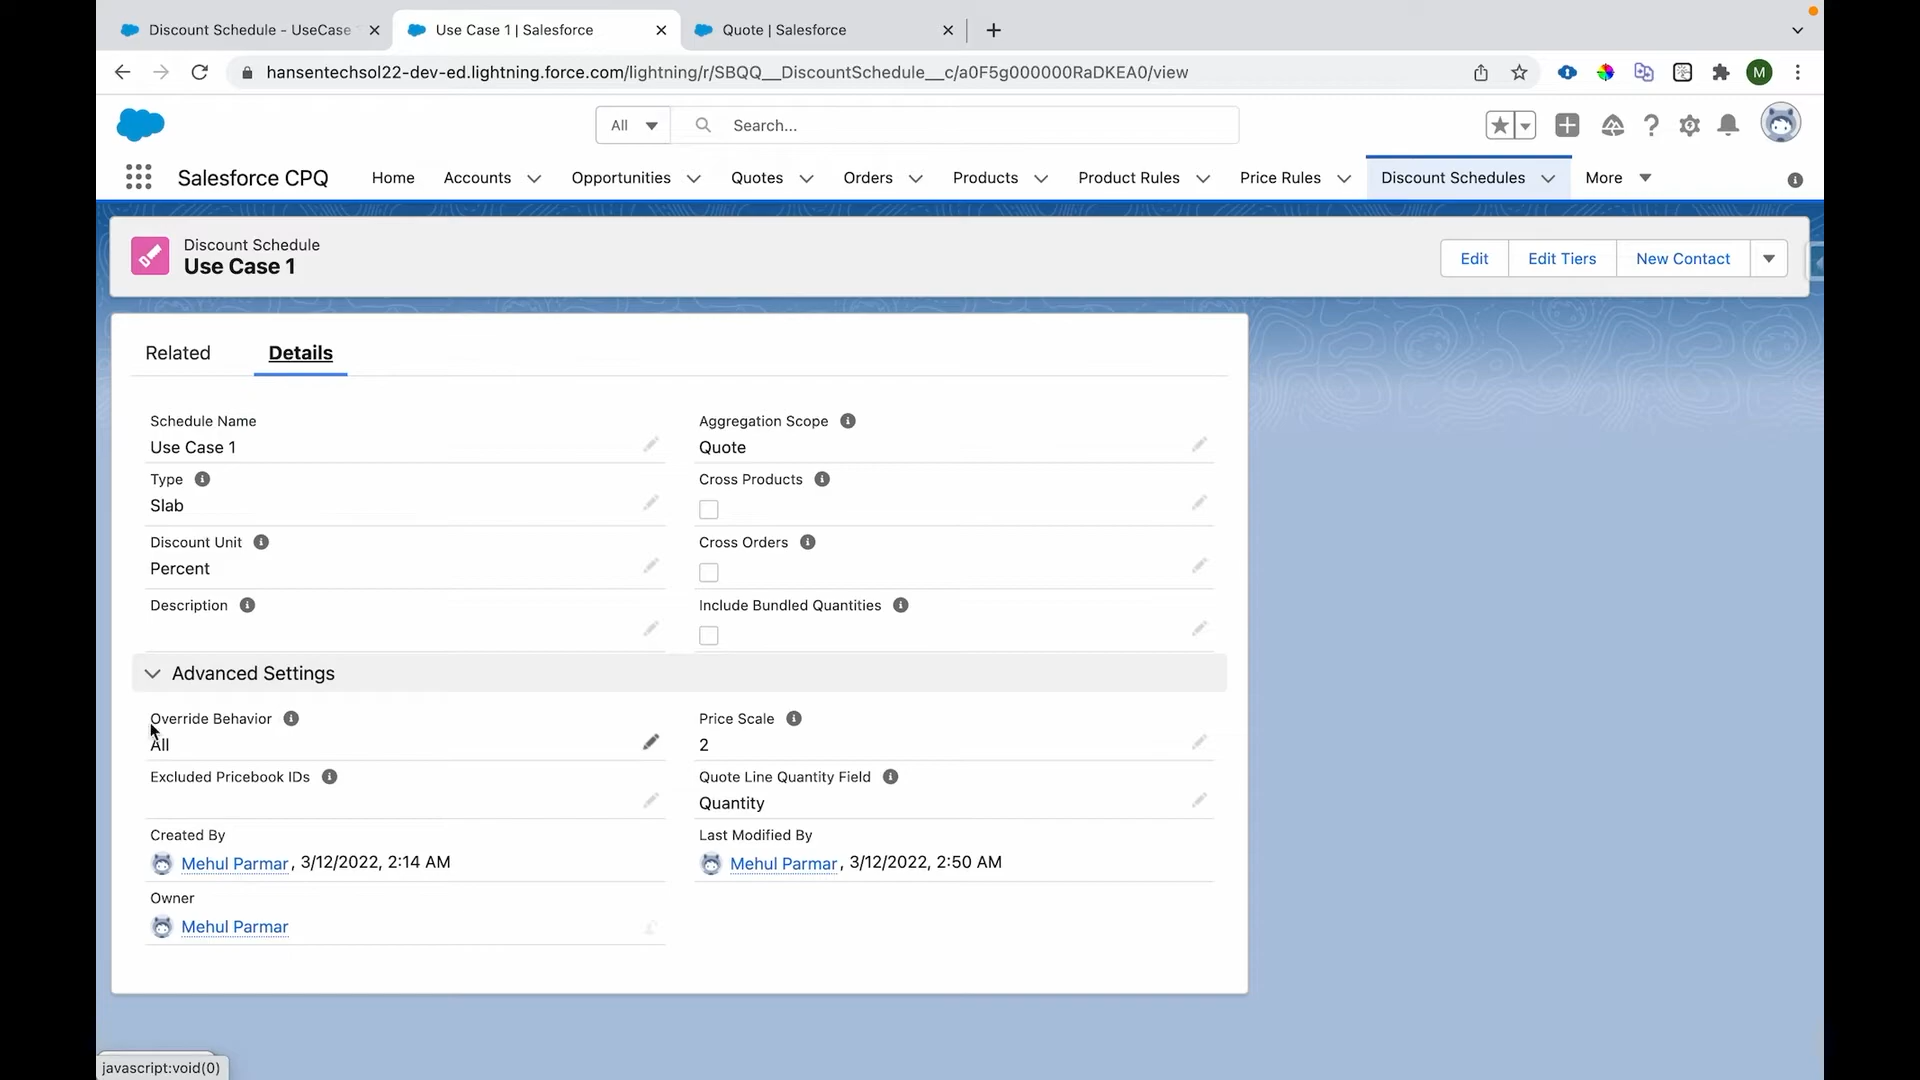 Discount Schedule - UseCase
Use Case 1 | Salesforce
Quote | Salesforce
hansentechsol22-dev-ed.lightning.force.com/lightning/r/SBQQ__DiscountSchedule__c/a0F5g000000RaDKEA0/view
M
All
Search...
Salesforce CPQ
Home
Accounts
Opportunities
Quotes
Orders
Products
Product Rules
Price Rules
Discount Schedules
More
Discount Schedule
Use Case 1
Edit
Edit Tiers
New Contact
Related
Details
Schedule Name
Use Case 1
Aggregation Scope
Quote
Type
Slab
Cross Products
Discount Unit
Percent
Cross Orders
Description
Include Bundled Quantities
Advanced Settings
Override Behavior
All
Price Scale
2
Excluded Pricebook IDs
Quote Line Quantity Field
Quantity
Created By
Mehul Parmar, 3/12/2022, 2:14 AM
Last Modified By
Mehul Parmar, 3/12/2022, 2:50 AM
Owner
Mehul Parmar
javascript:void(0)